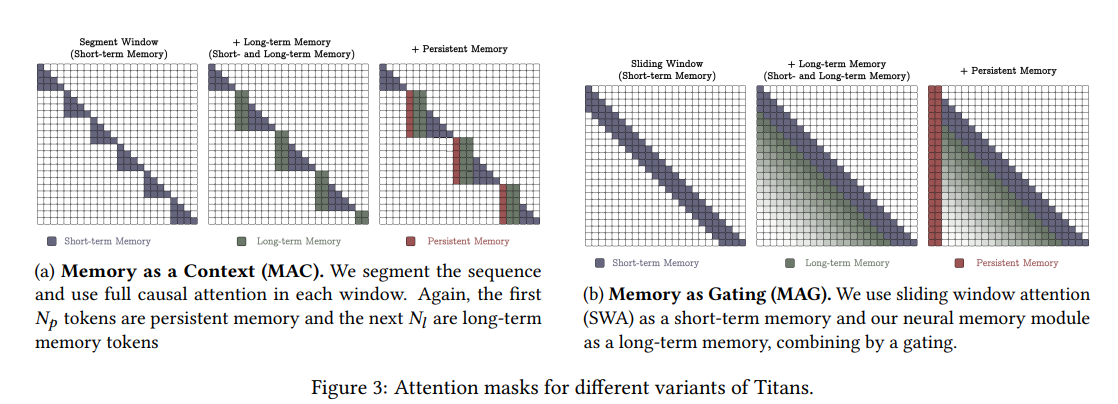 Segment Window
(Short-term Memory)
+ Long-term Memory
(Short- and Long-term Memory)
+ Persistent Memory
Short-term Memory
Long-term Memory
Persistent Memory
(a) Memory as a Context (MAC). We segment the sequence
and use full causal attention in each window. Again, the first
Nₚ tokens are persistent memory and the next Nₗ are long-term
memory tokens
Sliding Window
(Short-term Memory)
+ Long-term Memory
(Short- and Long-term Memory)
+ Persistent Memory
Short-term Memory
Long-term Memory
Persistent Memory
(b) Memory as Gating (MAG). We use sliding window attention
(SWA) as a short-term memory and our neural memory module
as a long-term memory, combining by a gating.
Figure 3: Attention masks for different variants of Titans.